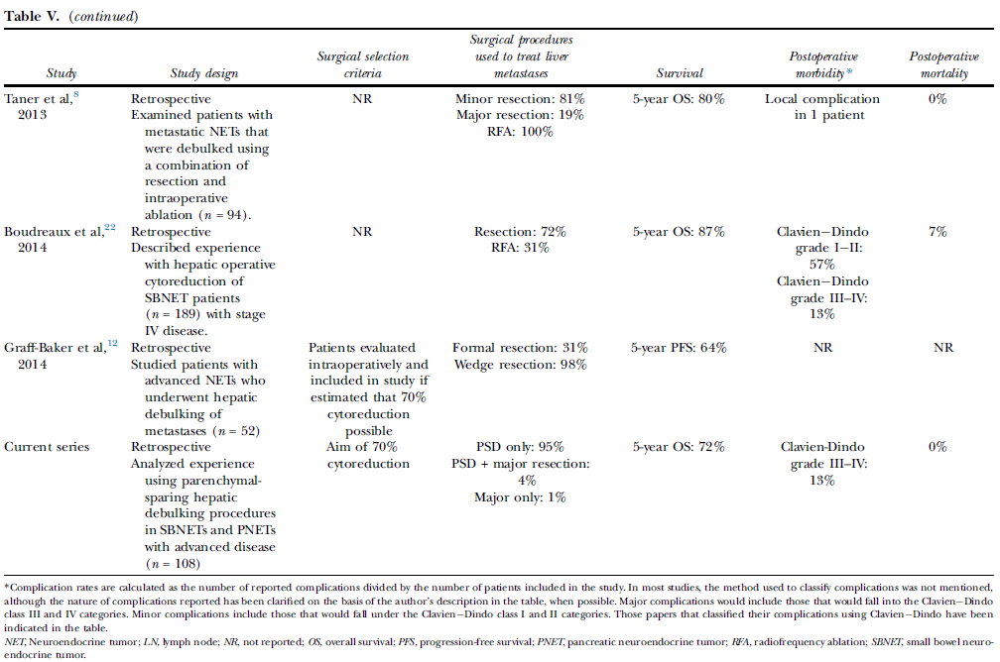 Table V. (continued)
Study
Study design
Surgical selection
criteria
Surgical procedures
used to treat liver
metastases
Survival
Postoperative
morbidity*
Postoperative
mortality
Taner et al,8
2013
Retrospective
Examined patients with
metastatic NETs that
were debulked using
a combination of
resection and
intraoperative
ablation (n = 94).
NR
Minor resection: 81%
Major resection: 19%
RFA: 100%
5-year OS: 80%
Local complication
in 1 patient
0%
Boudreaux et al,22
2014
Retrospective
Described experience
with hepatic operative
cytoreduction of
SBNET patients
(n = 189) with stage
IV disease.
NR
Resection: 72%
RFA: 31%
5-year OS: 87%
Clavien−Dindo
grade I−II:
57%
Clavien−Dindo
grade III−IV:
13%
7%
Graff-Baker et al,12
2014
Retrospective
Studied patients with
advanced NETs who
underwent hepatic
debulking of
metastases (n = 52)
Patients evaluated
intraoperatively and
included in study if
estimated that 70%
cytoreduction
possible
Formal resection: 31%
Wedge resection: 98%
5-year PFS: 64%
NR
NR
Current series
Retrospective
Analyzed experience
using parenchymal-
sparing hepatic
debulking procedures
in SBNETs and PNETs
with advanced disease
(n = 108)
Aim of 70%
cytoreduction
PSD only: 95%
PSD + major resection:
4%
Major only: 1%
5-year OS: 72%
Clavien-Dindo
grade III–IV:
13%
0%
*Complication rates are calculated as the number of reported complications divided by the number of patients included in the study. In most studies, the method used to classify complications was not mentioned,
although the nature of complications reported has been clarified on the basis of the author's description in the table, when possible. Major complications would include those that would fall into the Clavien−Dindo
class III and IV categories. Minor complications include those that would fall under the Clavien−Dindo class I and II categories. Those papers that classified their complications using Clavien−Dindo have been
indicated in the table.
NET, Neuroendocrine tumor; LN, lymph node; NR, not reported; OS, overall survival; PFS, progression-free survival; PNET, pancreatic neuroendocrine tumor; RFA, radiofrequency ablation; SBNET, small bowel neuro-
endocrine tumor.